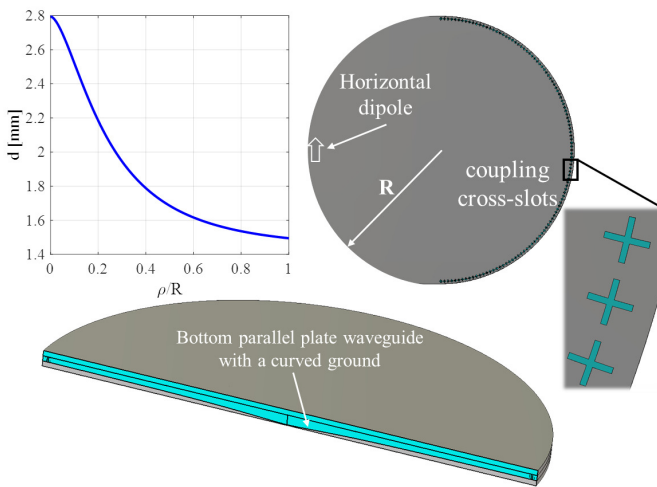 2.8
2.6
2.4
2.2
2
1.8
1.6
1.4
d [mm]
0
0.2
0.4
0.6
0.8
1
ρ/R
Horizontal
dipole
R
coupling
cross-slots
Bottom parallel plate waveguide
with a curved ground